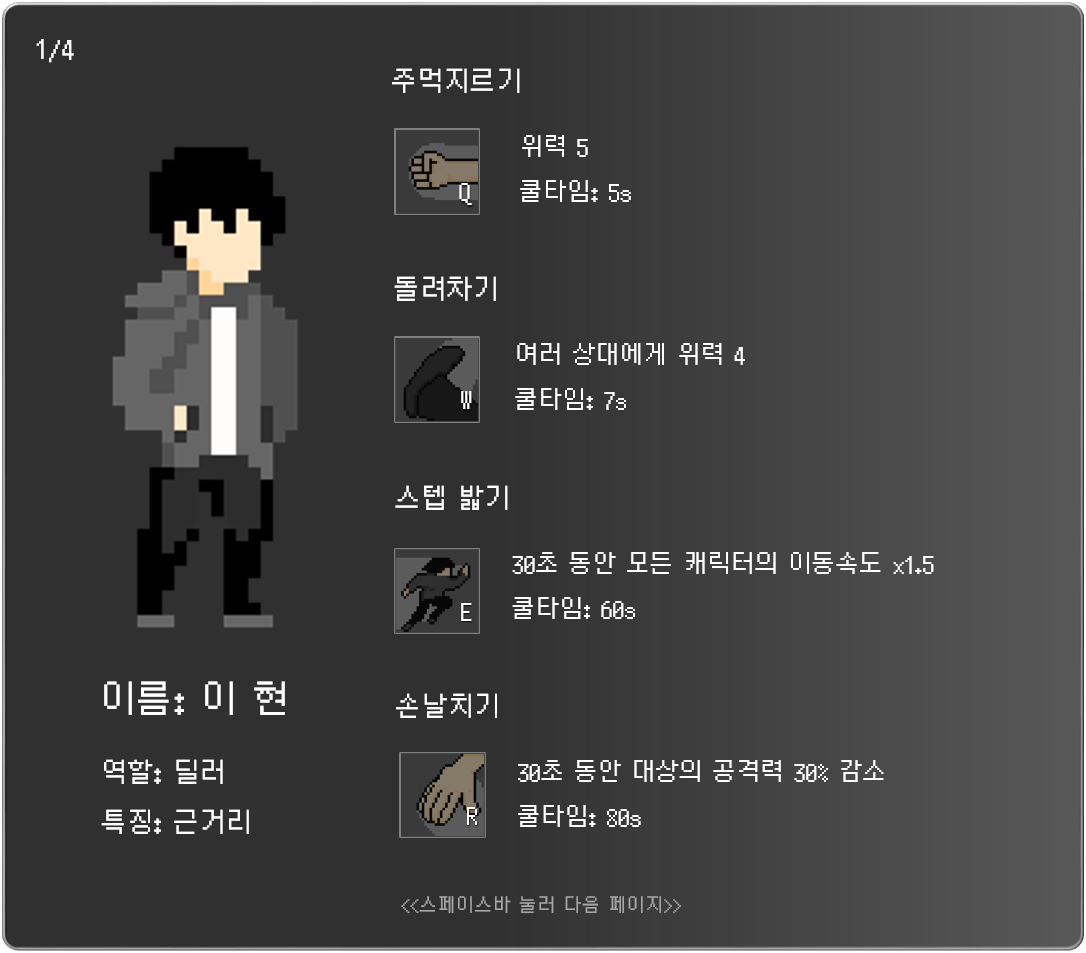 1/4
주먹지르기
Q
위력 5
쿨타임: 5s
돌려차기
W
여러 상대에게 위력 4
쿨타임: 7s
스텝 밟기
E
30초 동안 모든 캐릭터의 이동속도 x1.5
쿨타임: 60s
손날치기
R
30초 동안 대상의 공격력 30% 감소
쿨타임: 80s
이름: 이 현
역할: 딜러
특징: 근거리
<<스페이스바 눌러 다음 페이지>>